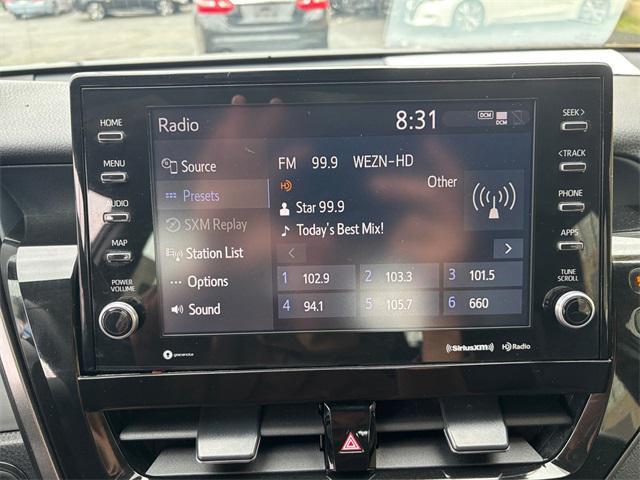 HOME
MENU
AUDIO
MAP
POWER
VOLUME
Radio
8:31
DCM
DCM
Source
Presets
SXM Replay
Station List
Options
Sound
FM 99.9 WEZN-HD
HD
Other
Star 99.9
Today's Best Mix!
1 102.9 2 103.3 3 101.5
4 94.1 5 105.7 6 660
SEEK >
< TRACK
PHONE
APPS
TUNE
SCROLL
gracenote
SiriusXM HD Radio